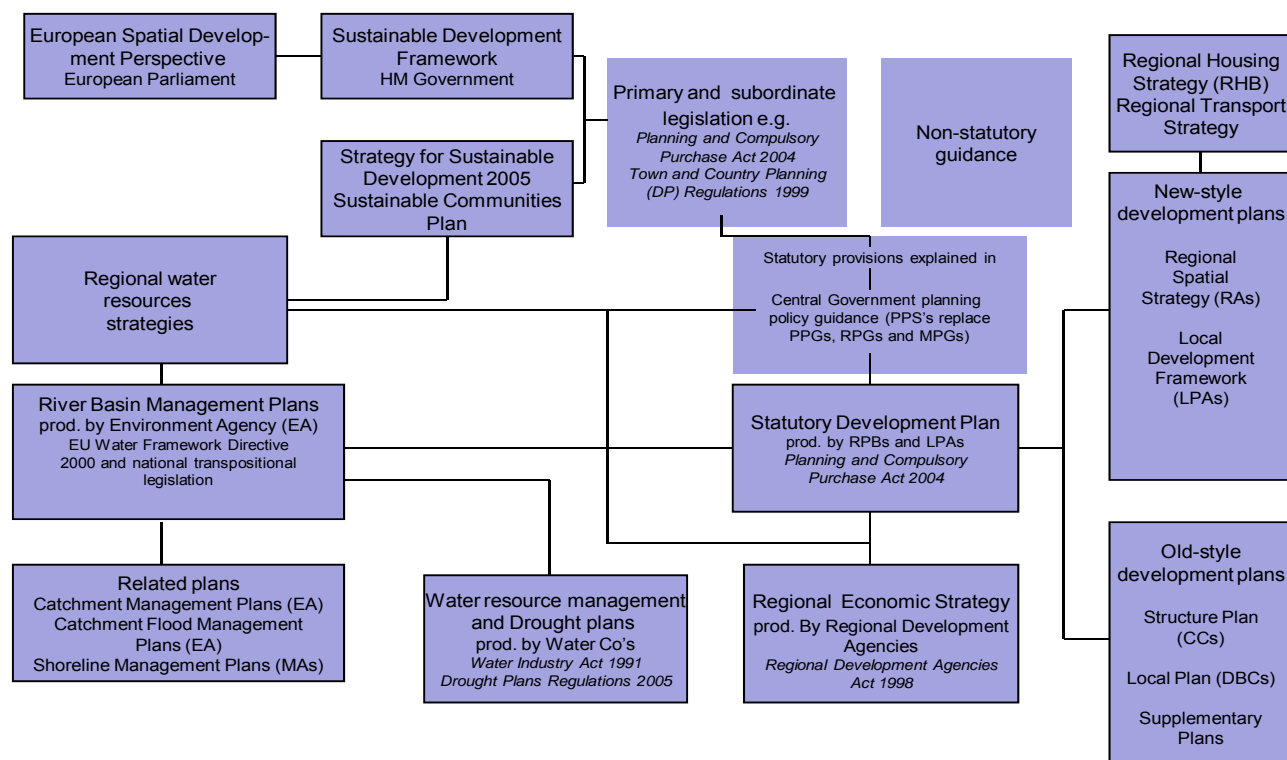 European Spatial Develop-
ment Perspective
European Parliament
Sustainable Development
Framework
HM Government
Primary and subordinate
legislation e.g.
Planning and Compulsory
Purchase Act 2004
Town and Country Planning
(DP) Regulations 1999
Non-statutory
guidance
Regional Housing
Strategy (RHB)
Regional Transport
Strategy
Strategy for Sustainable
Development 2005
Sustainable Communities
Plan
New-style
development plans
Regional
Spatial
Strategy (RAs)
Local
Development
Framework
(LPAs)
Regional water
resources
strategies
Statutory provisions explained in
Central Government planning
policy guidance (PPS's replace
PPGs, RPGs and MPGs)
River Basin Management Plans
prod. by Environment Agency (EA)
EU Water Framework Directive
2000 and national transpositional
legislation
Statutory Development Plan
prod. by RPBs and LPAs
Planning and Compulsory
Purchase Act 2004
Old-style
development plans
Structure Plan
(CCs)
Local Plan (DBCs)
Supplementary
Plans
Related plans
Catchment Management Plans (EA)
Catchment Flood Management
Plans (EA)
Shoreline Management Plans (MAs)
Water resource management
and Drought plans
prod. by Water Co's
Water Industry Act 1991
Drought Plans Regulations 2005
Regional Economic Strategy
prod. By Regional Development
Agencies
Regional Development Agencies
Act 1998